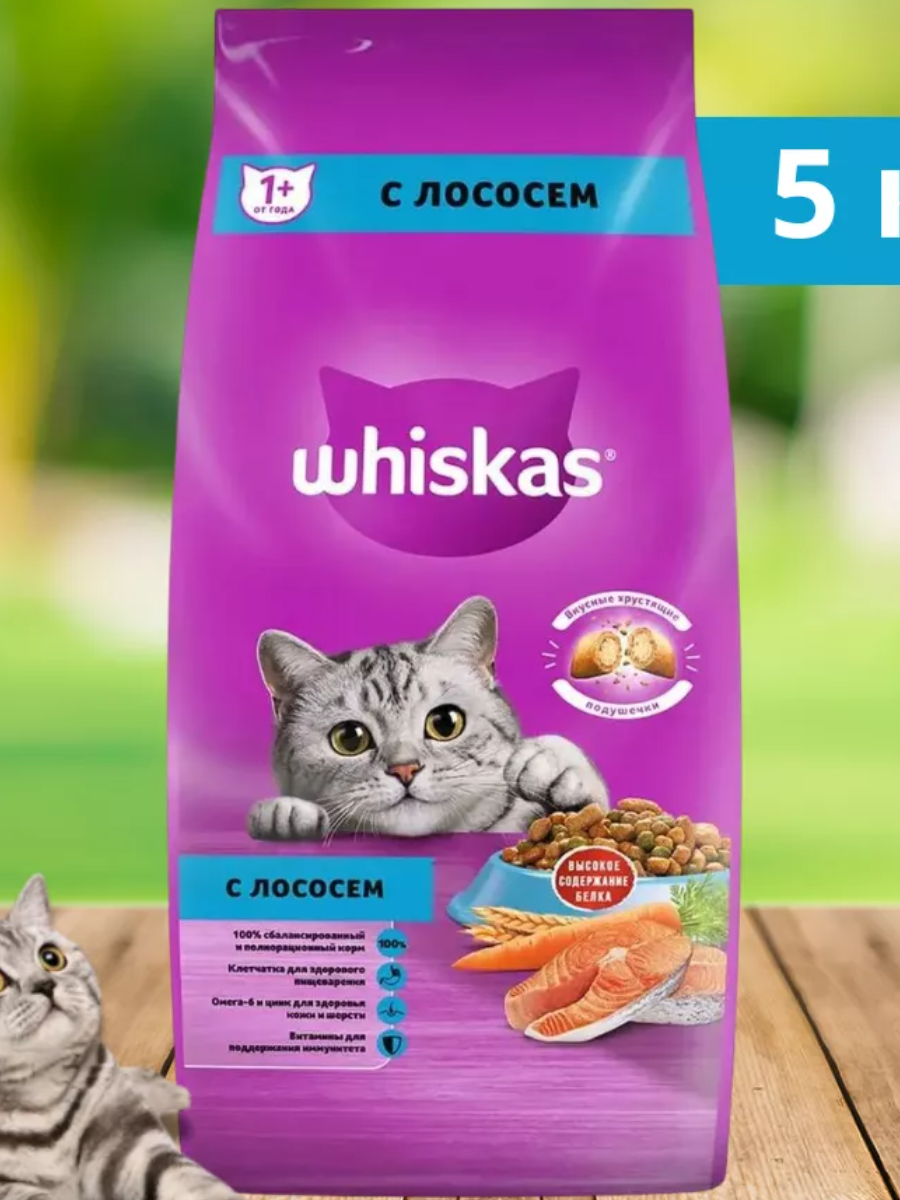 1+
ОТ ГОДА
С ЛОСОСЕМ
5
whiskas®
Вкусные хрустящие
подушечки
ВЫСОКОЕ
СОДЕРЖАНИЕ
БЕЛКА
С ЛОСОСЕМ
100% сбалансированный
и полнорационный корм
100%
Клетчатка для здорового
пищеварения
Омега-6 и цинк для здоровья
кожи и шерсти
Витамины для
поддержания иммунитета